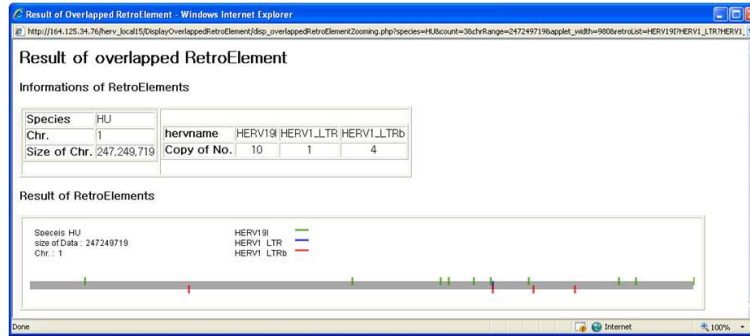 Result of Overlapped RetroElement - Windows Internet Explorer
http://164.125.34.76/herv_local15/DisplayOverlappedRetroElement/disp_overlappedRetroElementZooming.php?species=HU&count=3&chrRange=247249719&applet_width=980&retroList=HERV19I?HERV1_LTR?HERV1_
Result of overlapped RetroElement
Informations of RetroElements
Species HU
Chr. 1
Size of Chr. 247,249,719
hervname HERV19I HERV1_LTR HERV1_LTRb
Copy of No. 10 1 4
Result of RetroElements
Speceis HU
size of Data : 247249719
Chr. : 1
HERV19I
HERV1 LTR
HERV1 LTRb
Done
Internet
100%